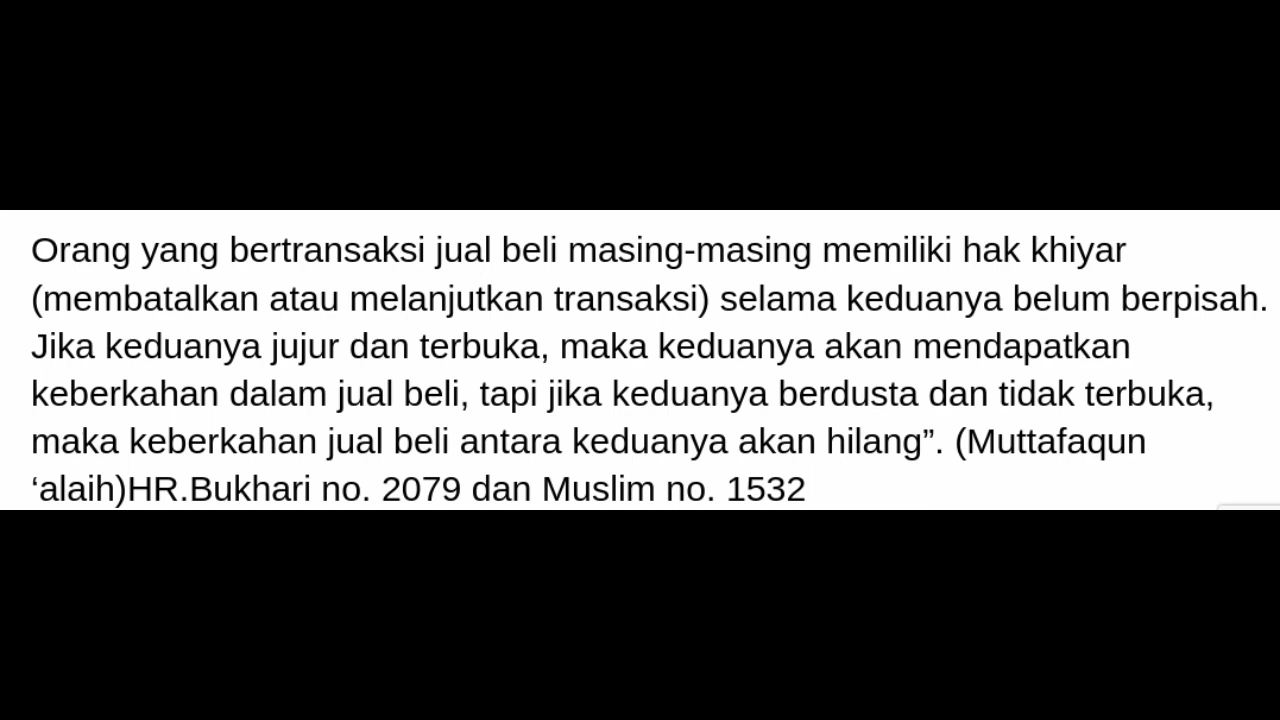 Orang yang bertransaksi jual beli masing-masing memiliki hak khiyar
(membatalkan atau melanjutkan transaksi) selama keduanya belum berpisah.
Jika keduanya jujur dan terbuka, maka keduanya akan mendapatkan
keberkahan dalam jual beli, tapi jika keduanya berdusta dan tidak terbuka,
maka keberkahan jual beli antara keduanya akan hilang”. (Muttafaqun
‘alaih)HR.Bukhari no. 2079 dan Muslim no. 1532